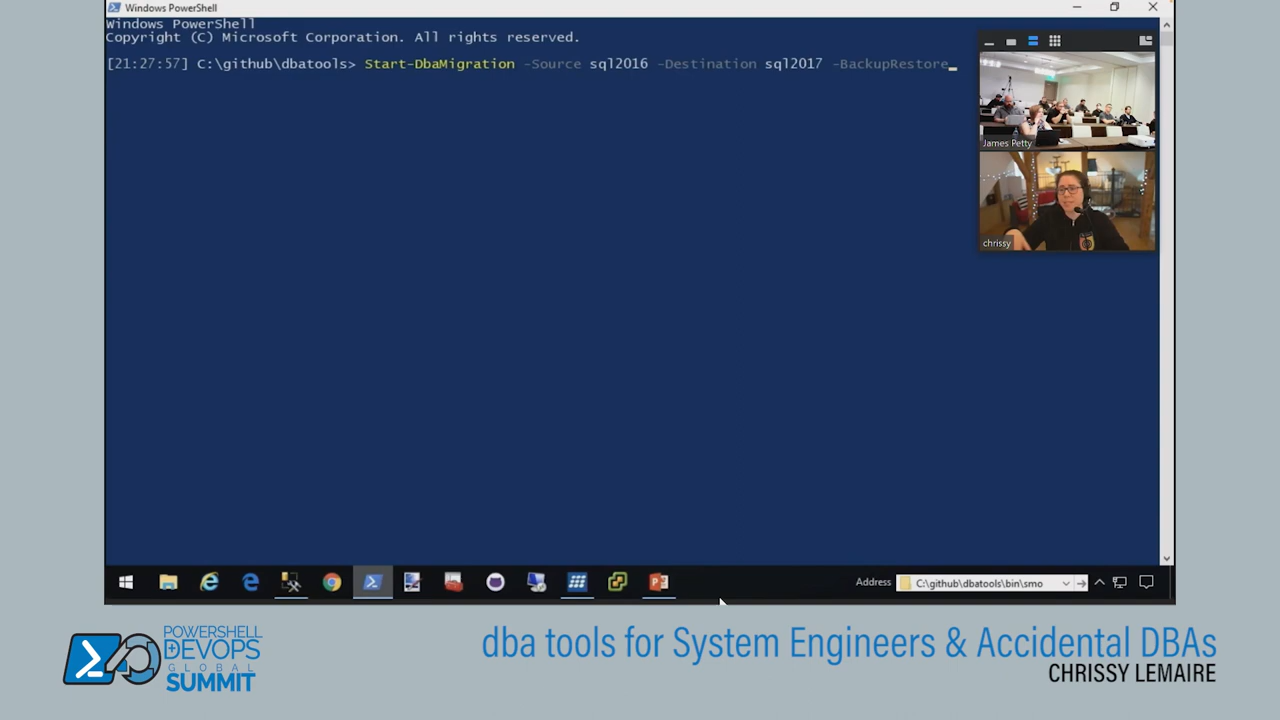 Windows PowerShell
Windows PowerShell
Copyright (C) Microsoft Corporation. All rights reserved.
[21:27:57] C:\github\dbatools> Start-DbaMigration -Source sql2016 -Destination sql2017 -BackupRestore_
James Petty
chrissy
Address C:\github\dbatools\bin\smo
POWERSHELL
DEVOPS
GLOBAL
SUMMIT
dba tools for System Engineers & Accidental DBAs
CHRISSY LEMAIRE